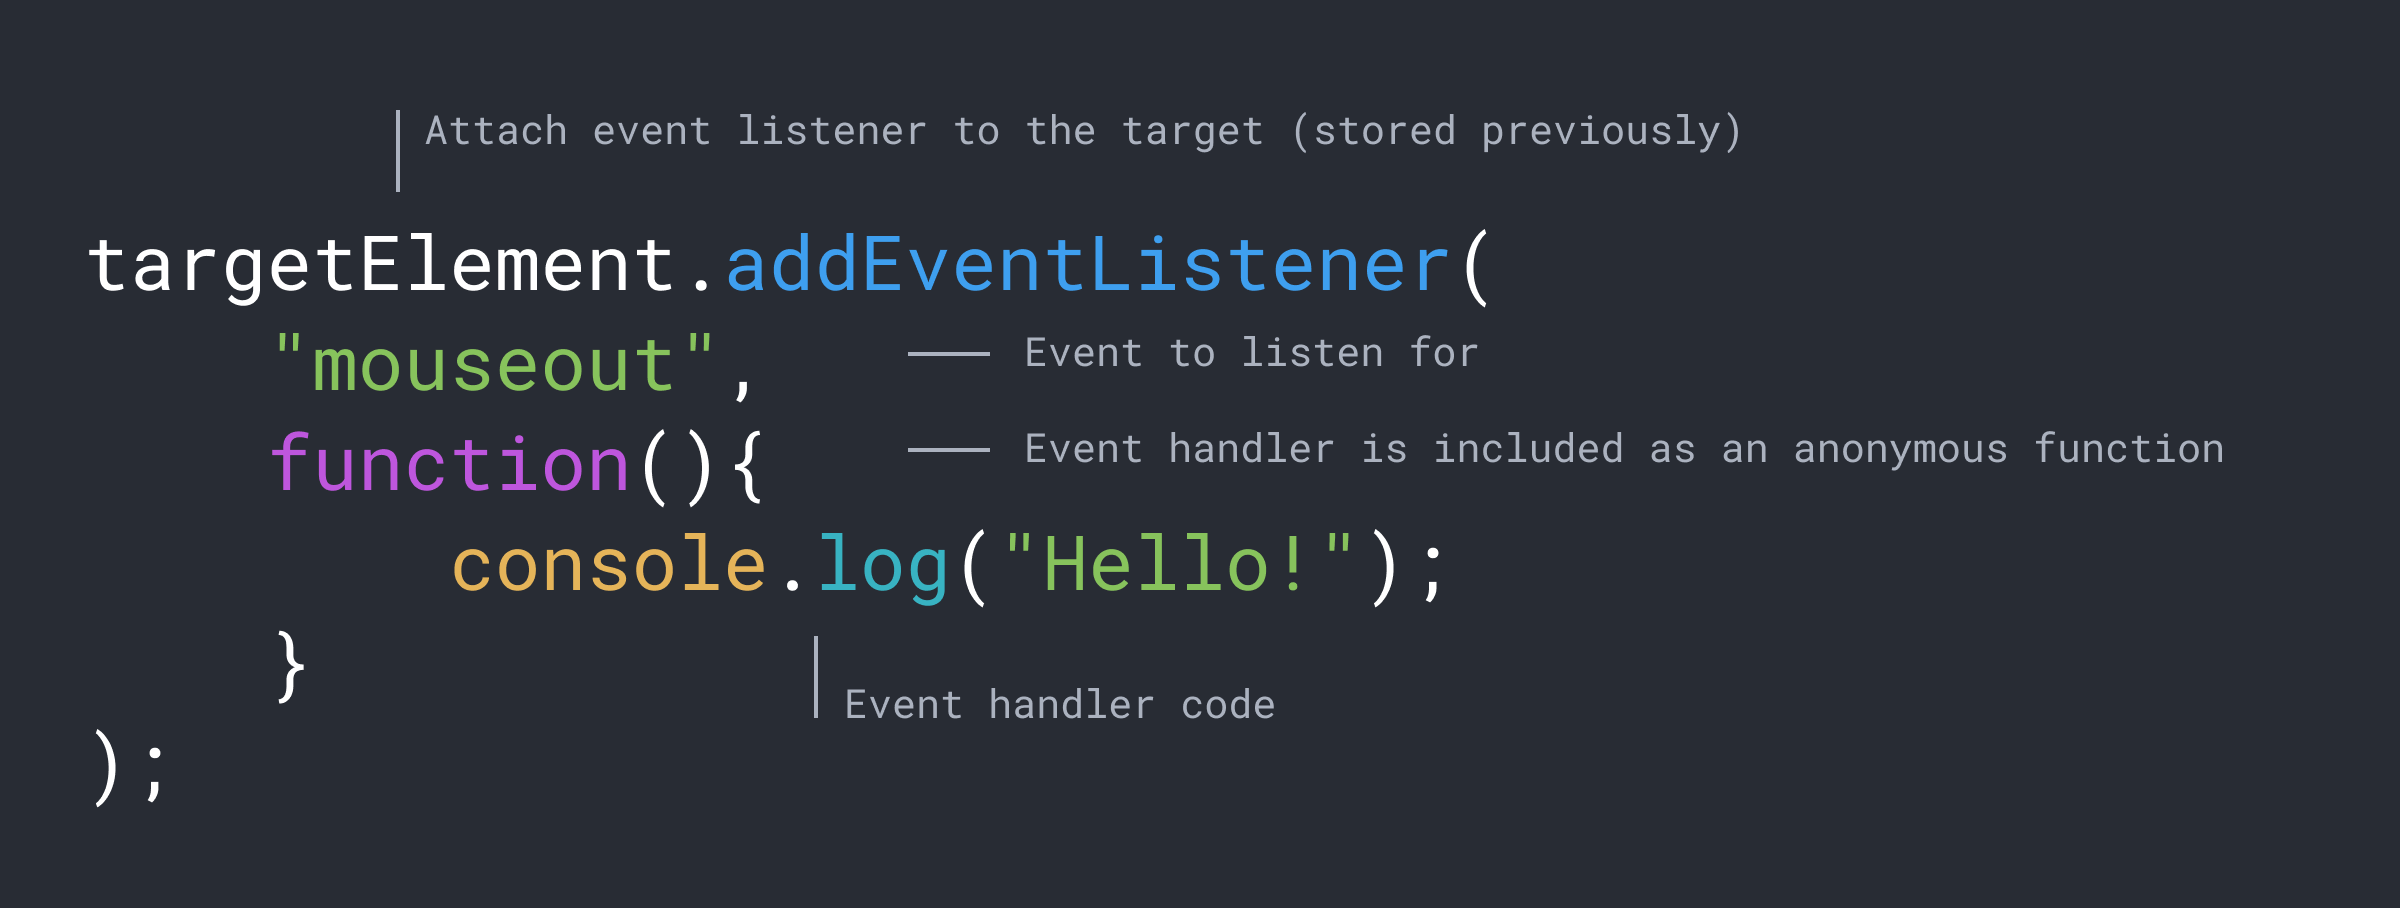 Attach event listener to the target (stored previously)
targetElement.addEventListener(
"mouseout",
Event to listen for
function(){
Event handler is included as an anonymous function
console.log("Hello!");
}
Event handler code
);